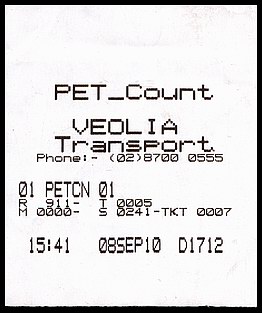 PET_Count
VEOLIA
Transport
Phone:- (02)8700 0555
01 PETCN 01
R 911- T 0005
M 0000- S 0241-TKT 0007
15:41 08SEP10 D1712